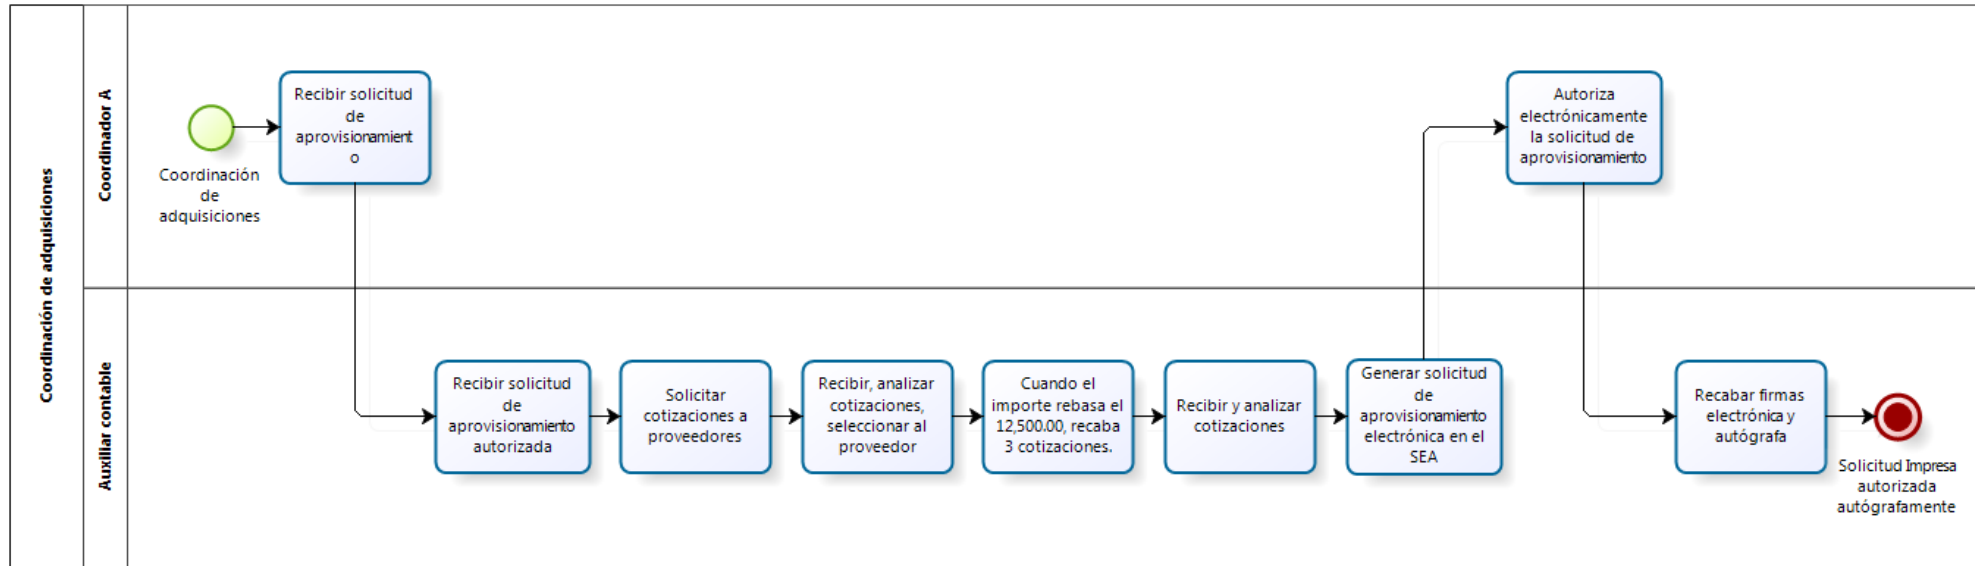 Coordinación de adquisiciones
Coordinador A
Coordinación
de
adquisiciones
Recibir solicitud
de
aprovisionamient
o
Autoriza
electrónicamente
la solicitud de
aprovisionamiento
Auxiliar contable
Recibir solicitud
de
aprovisionamiento
autorizada
Solicitar
cotizaciones a
proveedores
Recibir, analizar
cotizaciones,
seleccionar al
proveedor
Cuando el
importe rebasa el
12,500.00, recaba
3 cotizaciones.
Recibir y analizar
cotizaciones
Generar solicitud
de
aprovisionamiento
electrónica en el
SEA
Recabar firmas
electrónica y
autógrafa
Solicitud Impresa
autorizada
autógrafamente